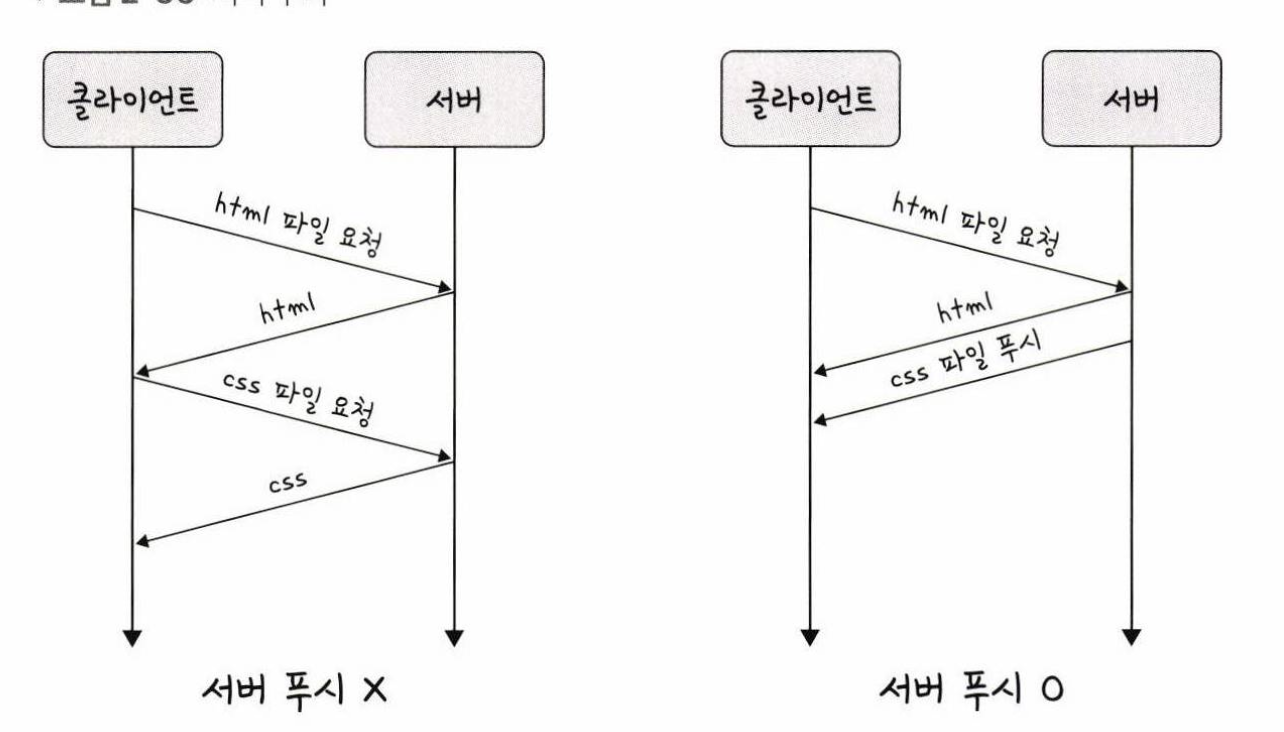 클라이언트
서버
html 파일 요청
html
css 파일 요청
css
서버 푸시 X
클라이언트
서버
html 파일 요청
html
css 파일 푸시
서버 푸시 O